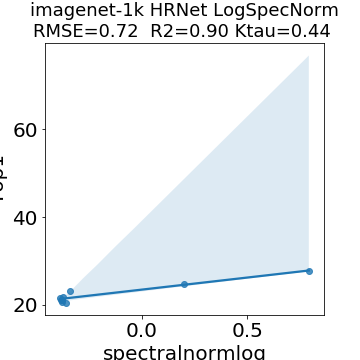 imagenet-1k HRNet LogSpecNorm
RMSE=0.72 R2=0.90 Ktau=0.44
60
40
20
0.0 0.5
spectralnormlog